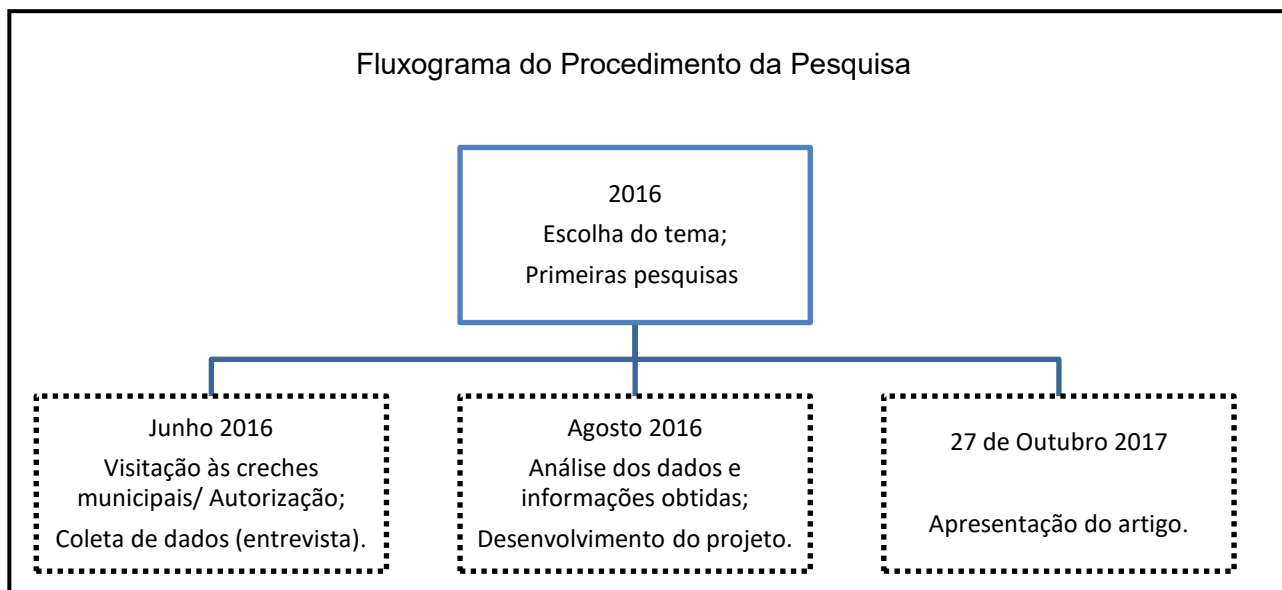 Fluxograma do Procedimento da Pesquisa
2016
Escolha do tema;
Primeiras pesquisas
Junho 2016
Visitação às creches
municipais/ Autorização;
Coleta de dados (entrevista).
Agosto 2016
Análise dos dados e
informações obtidas;
Desenvolvimento do projeto.
27 de Outubro 2017
Apresentação do artigo.